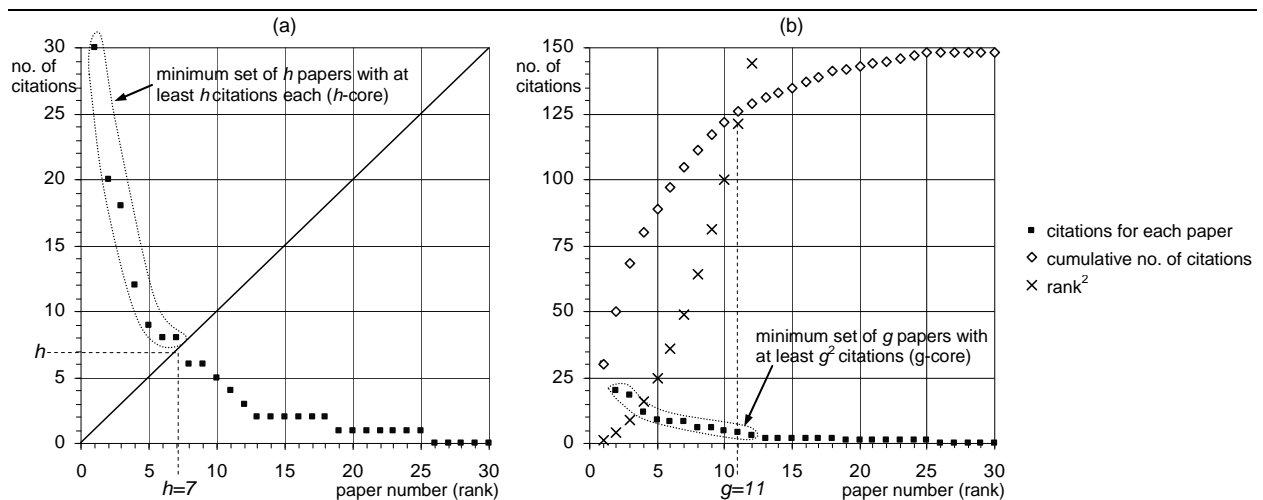 (a)
30
no. of
citations
25
20
15
10
h
5
0
minimum set of h papers with at
least h citations each (h-core)
0 5 10 15 20 25 30
h=7
paper number (rank)
(b)
150
no. of
citations
125
100
75
50
25
0
minimum set of g papers with
at least g² citations (g-core)
0 5 10 15 20 25 30
g=11
paper number (rank)
citations for each paper
cumulative no. of citations
rank²